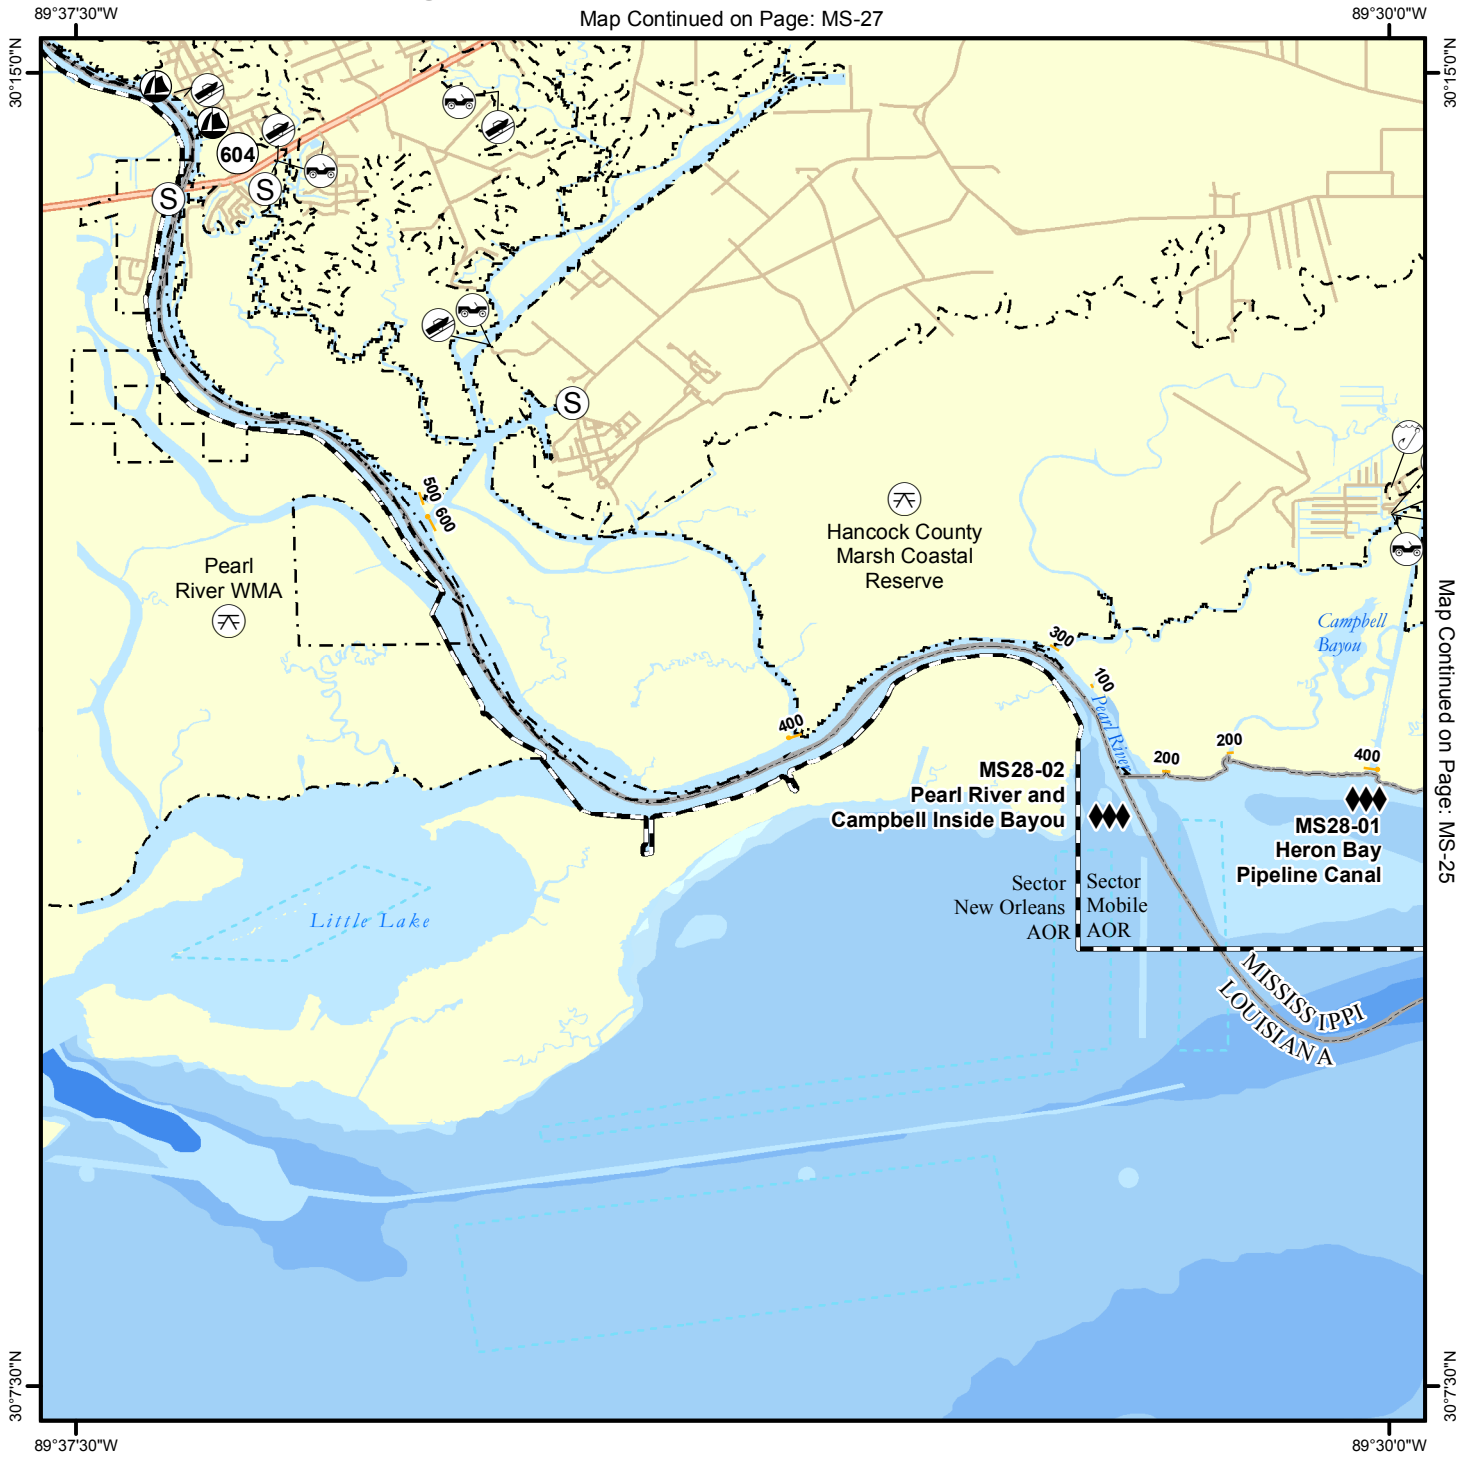 89°37'30"W
Map Continued on Page: MS-27
89°30'0"W
30°15'0"N
30°15'0"N
604
S
S
S
500
600
Hancock County
Marsh Coastal
Reserve
Pearl
River WMA
Campbell
Bayou
Map Continued on Page: MS-25
300
100
Pearl River
400
200
200
400
MS28-02
Pearl River and
Campbell Inside Bayou
MS28-01
Heron Bay
Pipeline Canal
Sector
New Orleans
AOR
Sector
Mobile
AOR
Little Lake
MISSISSIPPI
LOUISIANA
30°7'30"N
30°7'30"N
89°37'30"W
89°30'0"W